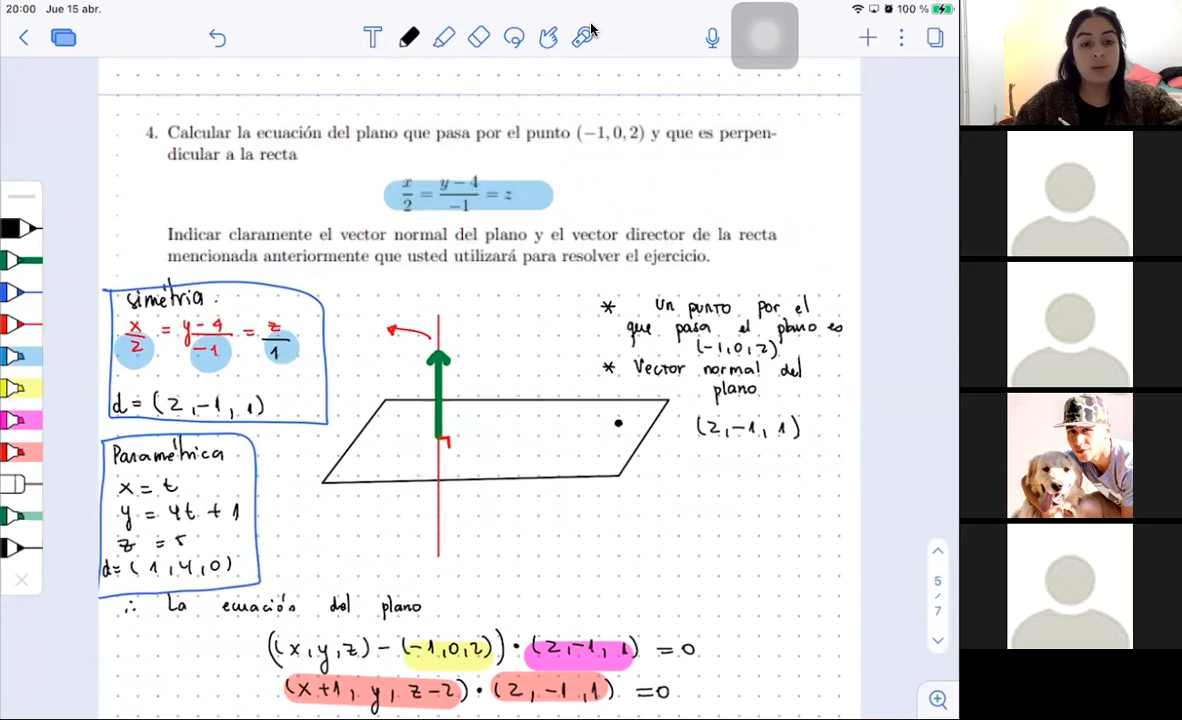 20:00 Jue 15 abr.
100 %
4. Calcular la ecuación del plano que pasa por el punto (−1, 0, 2) y que es perpen-
dicular a la recta
x/2 = y − 4/−1 = z
Indicar claramente el vector normal del plano y el vector director de la recta
mencionada anteriormente que usted utilizará para resolver el ejercicio.
simétria.
x/2 = y-4/-1 = z/1
d = (2,-1, 1)
Paramétrica
x = t
y = 4t + 1
z = 5
d= ( 1,4,0)
* Un punto por el
que pasa el plano es
(-1,0,2)
* Vector normal del
plano
(2,-1, 1)
∴ La ecuación del plano
((x,y,z) - (-1,0,2)) · (2,-1, 1) = 0
(x+1, y, z-2) · (2, -1, 1) = 0
5
/
7